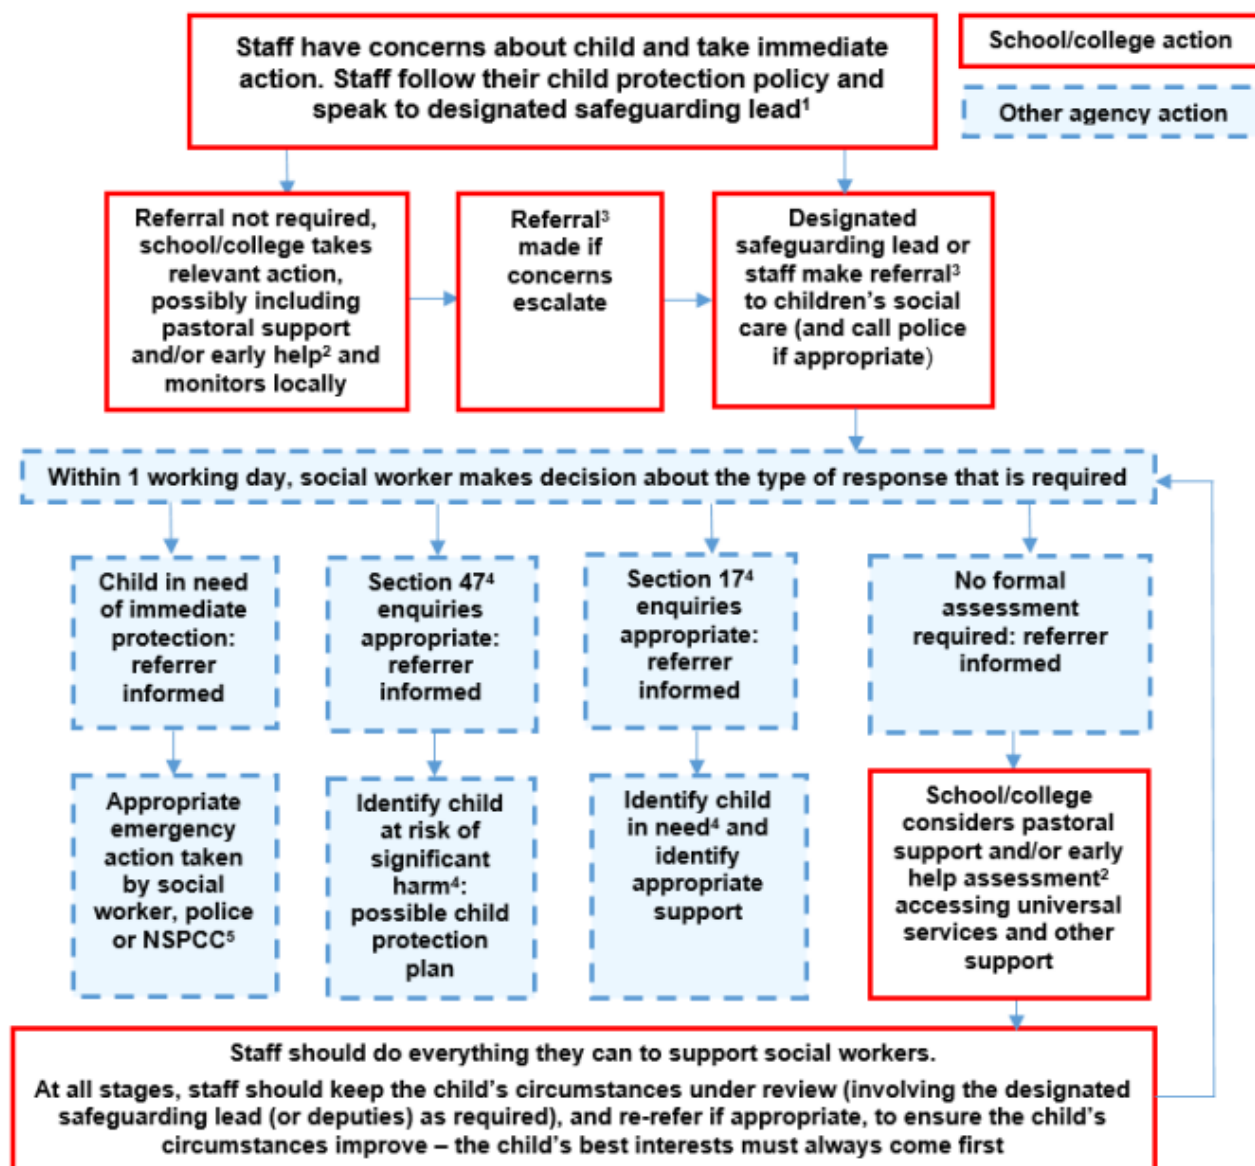 Staff have concerns about child and take immediate
action. Staff follow their child protection policy and
speak to designated safeguarding lead¹
School/college action
Other agency action
Referral not required,
school/college takes
relevant action,
possibly including
pastoral support
and/or early help² and
monitors locally
Referral³
made if
concerns
escalate
Designated
safeguarding lead or
staff make referral³
to children’s social
care (and call police
if appropriate)
Within 1 working day, social worker makes decision about the type of response that is required
Child in need
of immediate
protection:
referrer
informed
Section 47⁴
enquiries
appropriate:
referrer
informed
Section 17⁴
enquiries
appropriate:
referrer
informed
No formal
assessment
required: referrer
informed
Appropriate
emergency
action taken
by social
worker, police
or NSPCC⁵
Identify child
at risk of
significant
harm⁴:
possible child
protection
plan
Identify child
in need⁴ and
identify
appropriate
support
School/college
considers pastoral
support and/or early
help assessment²
accessing universal
services and other
support
Staff should do everything they can to support social workers.
At all stages, staff should keep the child’s circumstances under review (involving the designated
safeguarding lead (or deputies) as required), and re-refer if appropriate, to ensure the child’s
circumstances improve – the child’s best interests must always come first